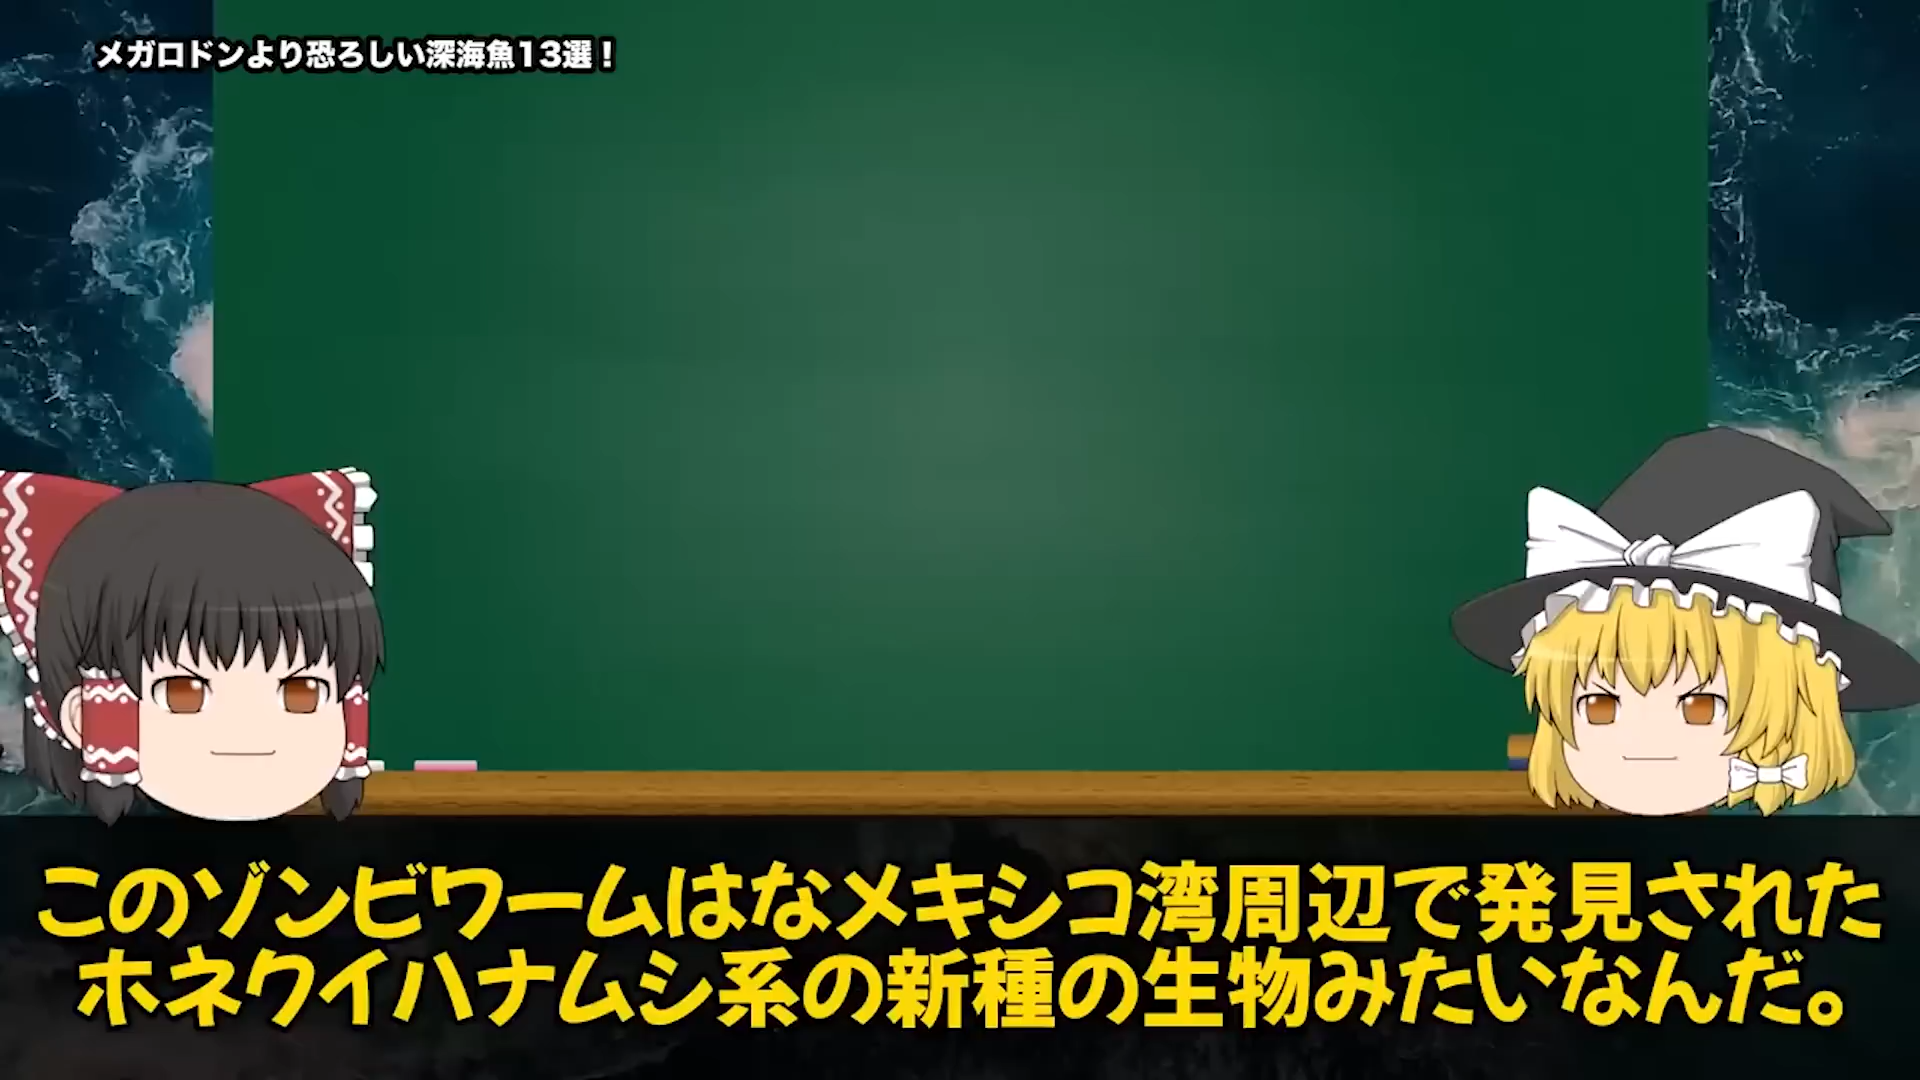 メガロドンより恐ろしい深海魚13選！
このゾンビワームはなメキシコ湾周辺で発見された
ホネクイハナムシ系の新種の生物みたいなんだ。